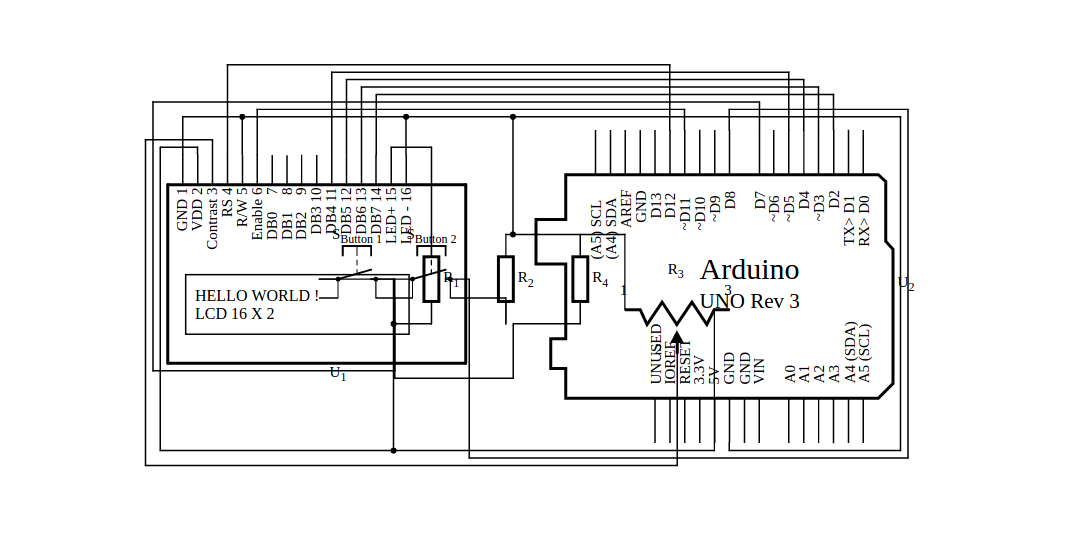 GND 1
VDD 2
Contrast 3
RS 4
R/W 5
Enable 6
DB0 7
DB1 8
DB2 9
DB3 10
DB4 11
DB5 12
DB6 13
DB7 14
LED+ 15
LED - 16
S Button 1
S Button 2
HELLO WORLD !
LCD 16 X 2
U1
R1
R2
R4
R3
1
3
(A5) SCL
(A4) SDA
AREF
GND
D13
D12
~D11
~D10
~D9
D8
D7
~D6
~D5
D4
~D3
D2
TX> D1
RX> D0
Arduino
UNO Rev 3
U2
UNUSED
IOREF
RESET
3.3V
5V
GND
GND
VIN
A0
A1
A2
A3
A4 (SDA)
A5 (SCL)